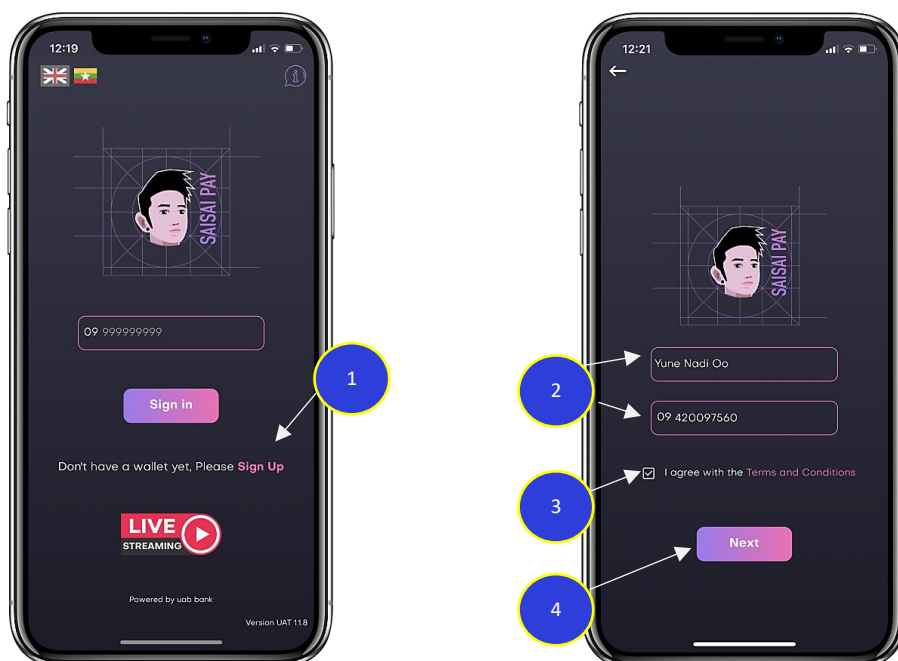 12:19
SAISAI PAY
09 999999999
Sign in
Don't have a wallet yet, Please Sign Up
LIVE
STREAMING
Powered by uab bank
Version UAT 1.1.8
1
12:21
SAISAI PAY
Yune Nadi Oo
09 420097560
I agree with the Terms and Conditions
Next
2
3
4